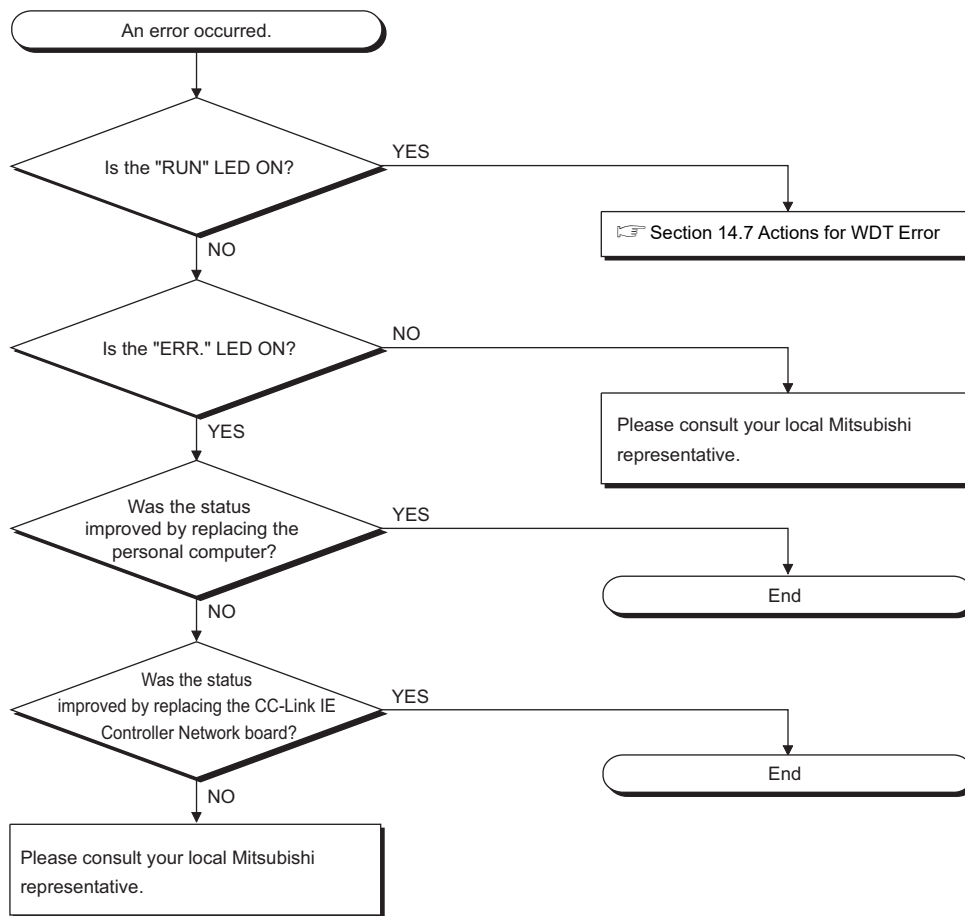 An error occurred.
Is the "RUN" LED ON?
YES
☞ Section 14.7 Actions for WDT Error
NO
Is the "ERR." LED ON?
NO
Please consult your local Mitsubishi
representative.
YES
Was the status
improved by replacing the
personal computer?
YES
End
NO
Was the status
improved by replacing the CC-Link IE
Controller Network board?
YES
End
NO
Please consult your local Mitsubishi
representative.